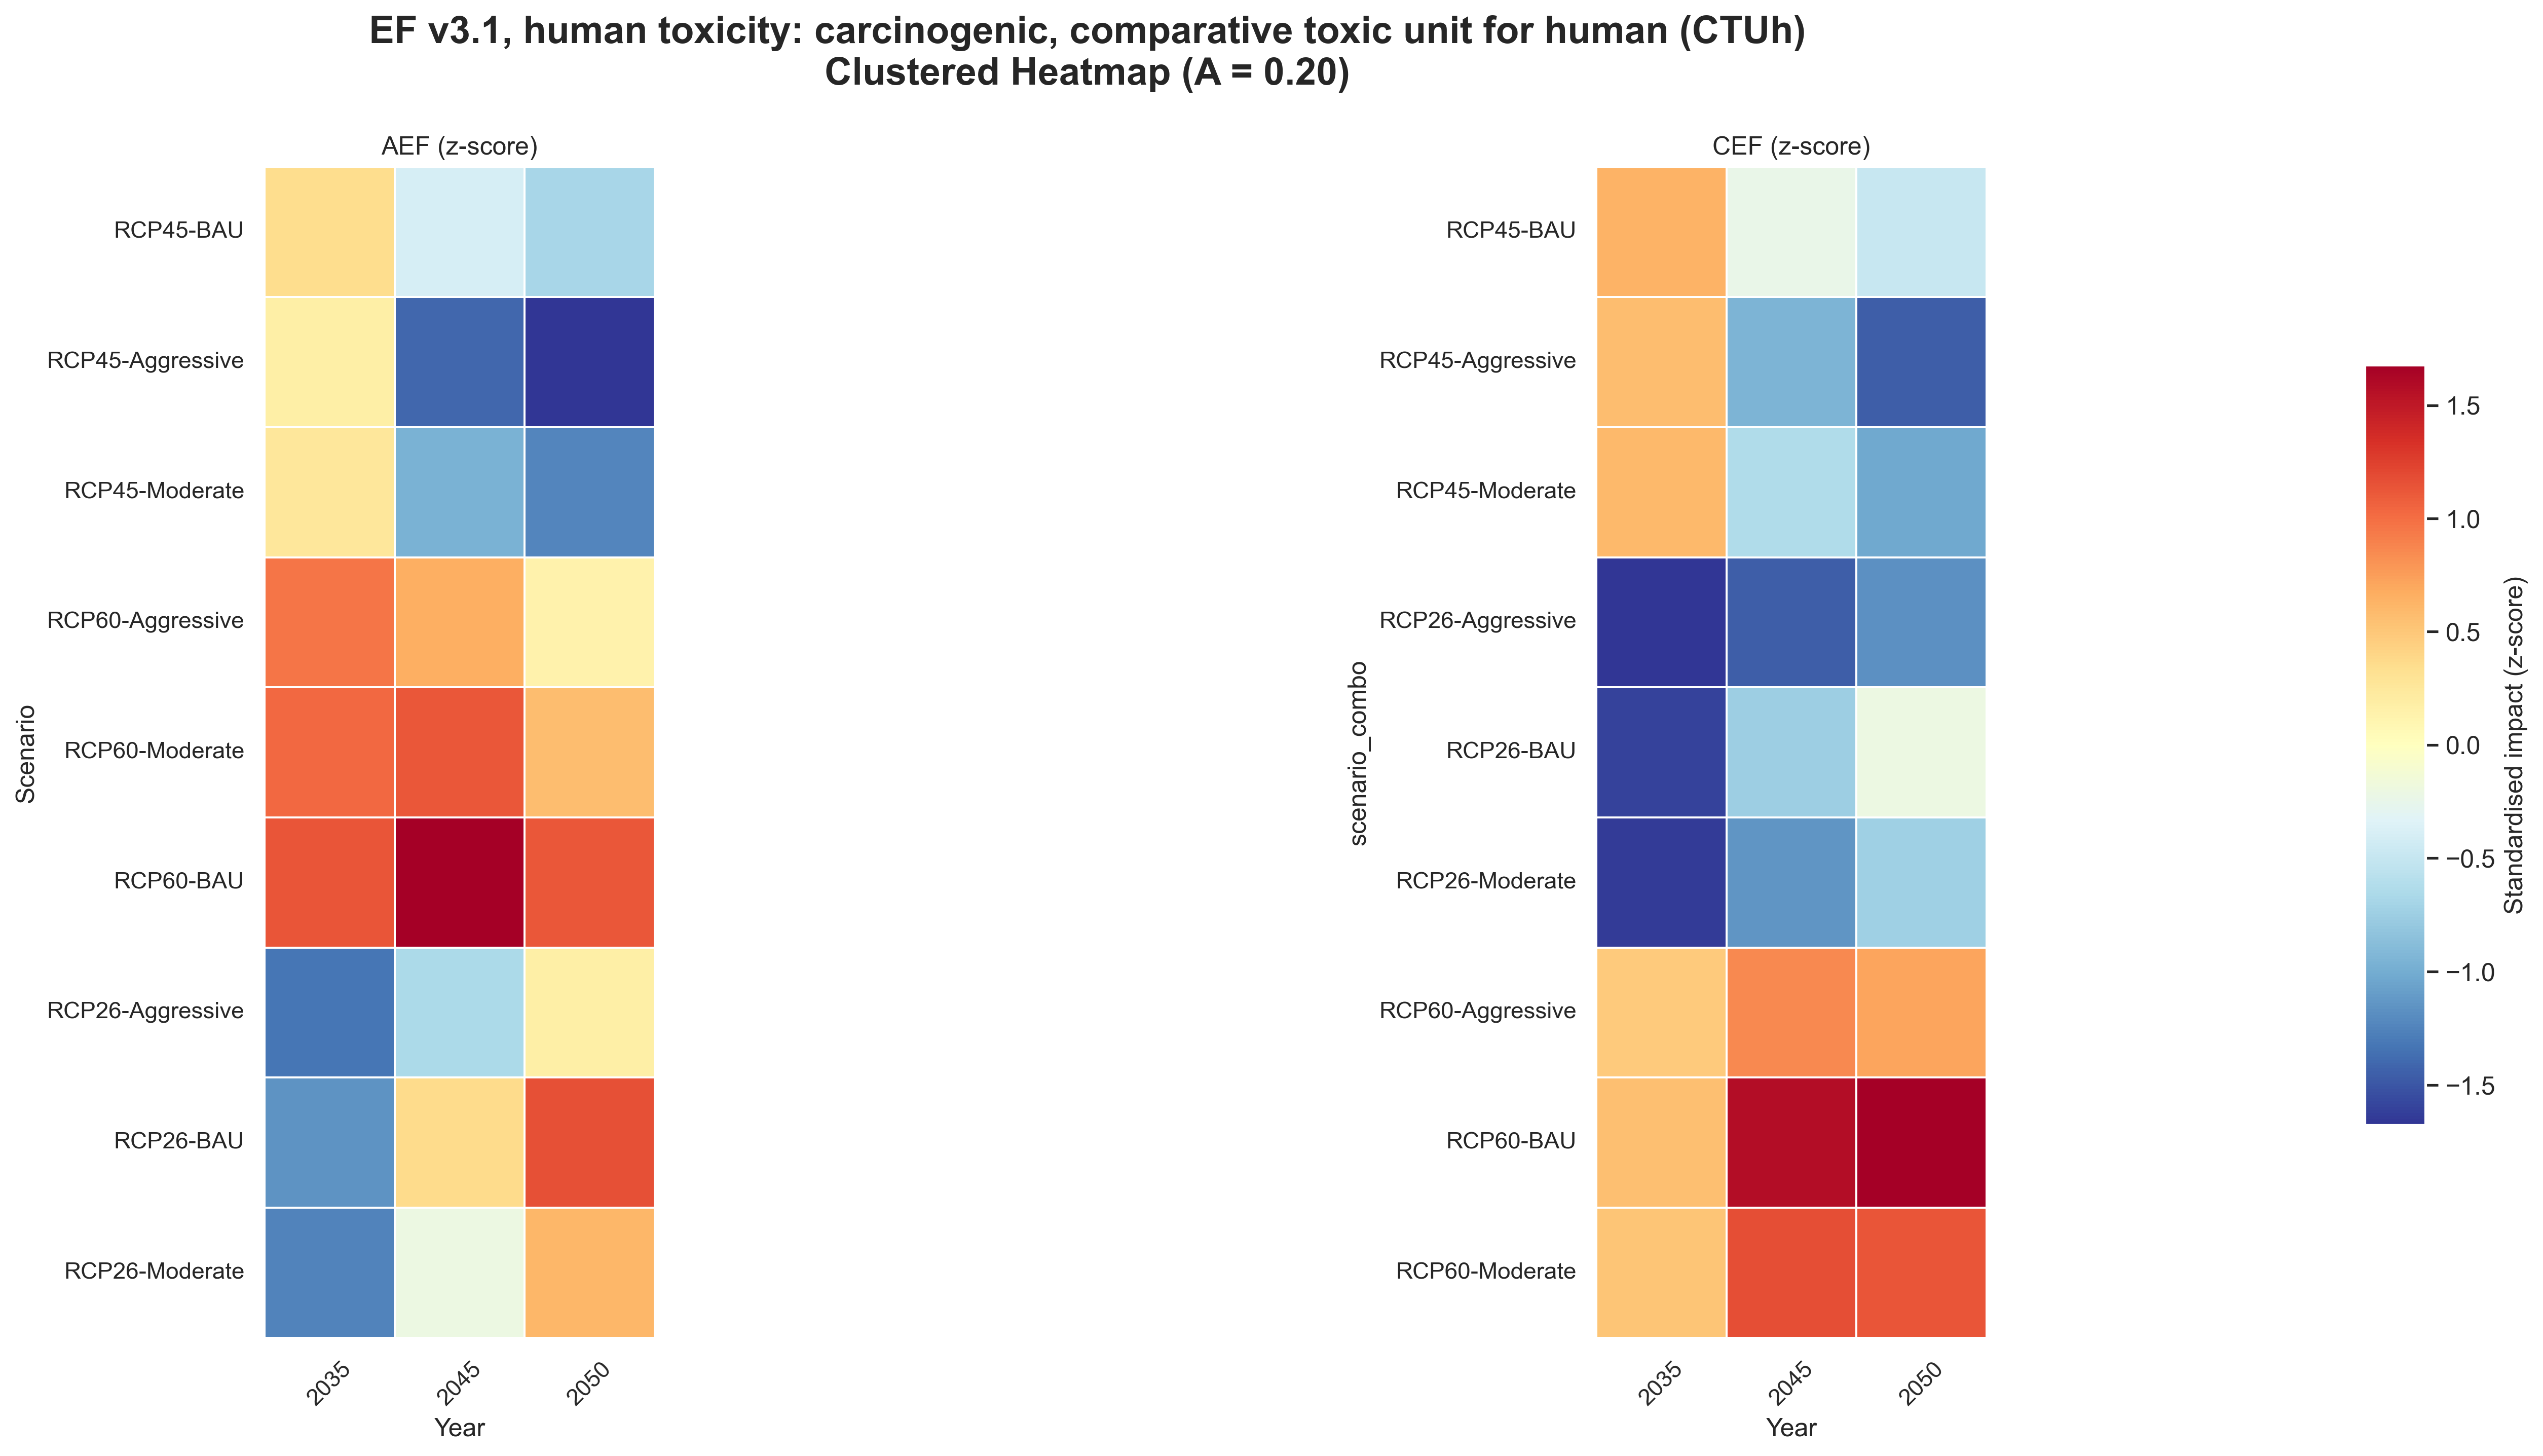 EF v3.1, human toxicity: carcinogenic, comparative toxic unit for human (CTUh)
Clustered Heatmap (A = 0.20)
AEF (z-score)
Scenario
RCP45-BAU
RCP45-Aggressive
RCP45-Moderate
RCP60-Aggressive
RCP60-Moderate
RCP60-BAU
RCP26-Aggressive
RCP26-BAU
RCP26-Moderate
2035
2045
2050
Year
CEF (z-score)
scenario_combo
RCP45-BAU
RCP45-Aggressive
RCP45-Moderate
RCP26-Aggressive
RCP26-BAU
RCP26-Moderate
RCP60-Aggressive
RCP60-BAU
RCP60-Moderate
2035
2045
2050
Year
1.5
1.0
0.5
0.0
−0.5
−1.0
−1.5
Standardised impact (z-score)